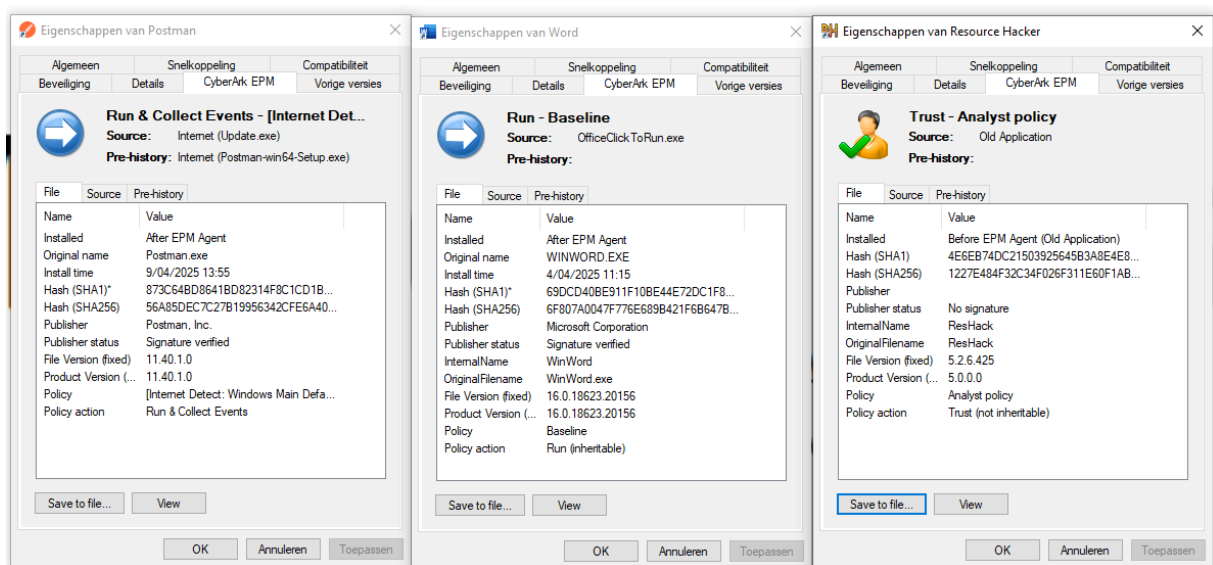 Eigenschappen van Postman
Algemeen Snelkoppeling Compatibiliteit
Beveiliging Details CyberArk EPM Vorige versies
Run & Collect Events - [Internet Det...
Source: Internet (Update.exe)
Pre-history: Internet (Postman-win64-Setup.exe)
File Source Pre-history
Name Value
Installed After EPM Agent
Original name Postman.exe
Install time 9/04/2025 13:55
Hash (SHA1)* 873C64BD8641BD82314F8C1CD1B...
Hash (SHA256) 56A85DEC7C27B19956342CFE6A40...
Publisher Postman, Inc.
Publisher status Signature verified
File Version (fixed) 11.40.1.0
Product Version (... 11.40.1.0
Policy [Internet Detect: Windows Main Defa...
Policy action Run & Collect Events
Save to file... View
OK Annuleren Toepassen
Eigenschappen van Word
Algemeen Snelkoppeling Compatibiliteit
Beveiliging Details CyberArk EPM Vorige versies
Run - Baseline
Source: OfficeClickToRun.exe
Pre-history:
File Source Pre-history
Name Value
Installed After EPM Agent
Original name WINWORD.EXE
Install time 4/04/2025 11:15
Hash (SHA1)* 69DCD40BE911F10BE44E72DC1F8...
Hash (SHA256) 6F807A0047F776E689B421F6B647B...
Publisher Microsoft Corporation
Publisher status Signature verified
InternalName WinWord
OriginalFilename WinWord.exe
File Version (fixed) 16.0.18623.20156
Product Version (... 16.0.18623.20156
Policy Baseline
Policy action Run (inheritable)
Save to file... View
OK Annuleren Toepassen
Eigenschappen van Resource Hacker
Algemeen Snelkoppeling Compatibiliteit
Beveiliging Details CyberArk EPM Vorige versies
Trust - Analyst policy
Source: Old Application
Pre-history:
File Source Pre-history
Name Value
Installed Before EPM Agent (Old Application)
Hash (SHA1) 4E6EB74DC21503925645B3A8E4E8...
Hash (SHA256) 1227E484F32C34F026F311E60F1AB...
Publisher
Publisher status No signature
InternalName ResHack
OriginalFilename ResHack
File Version (fixed) 5.2.6.425
Product Version (... 5.0.0.0
Policy Analyst policy
Policy action Trust (not inheritable)
Save to file... View
OK Annuleren Toepassen